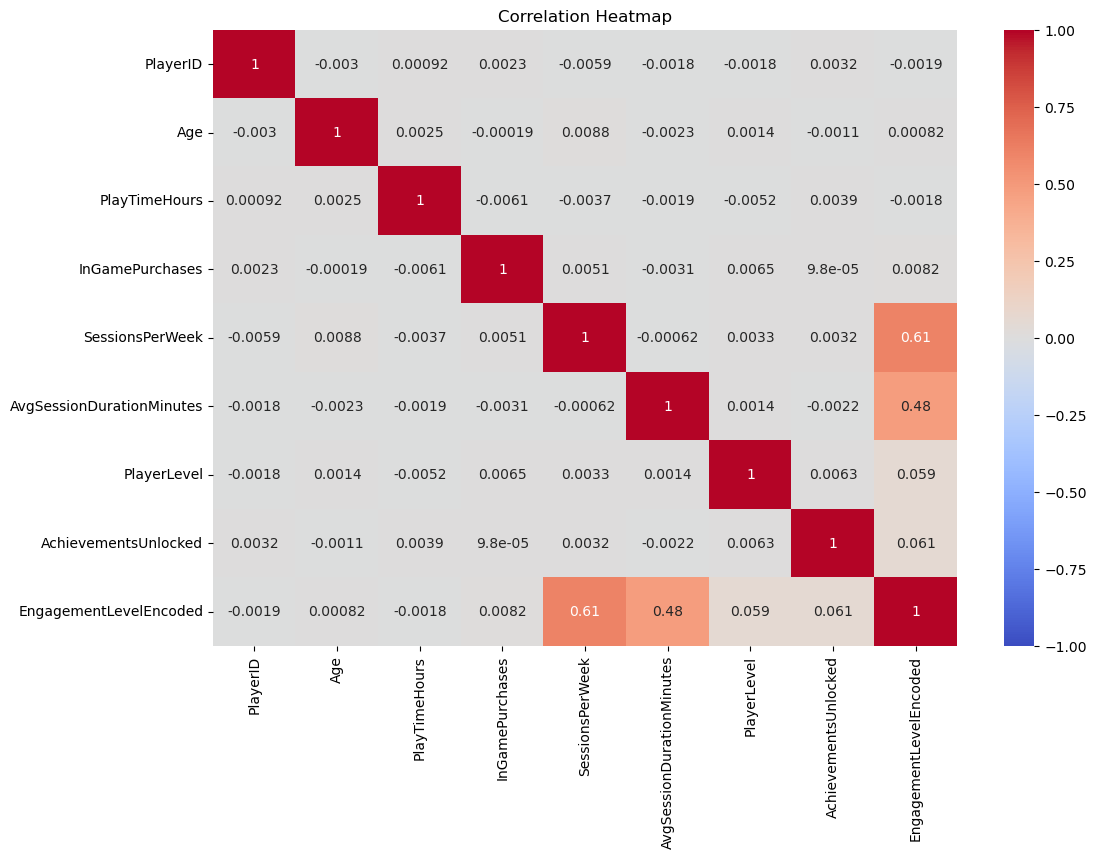 Correlation Heatmap
PlayerID 1 -0.003 0.00092 0.0023 -0.0059 -0.0018 -0.0018 0.0032 -0.0019
Age -0.003 1 0.0025 -0.00019 0.0088 -0.0023 0.0014 -0.0011 0.00082
PlayTimeHours 0.00092 0.0025 1 -0.0061 -0.0037 -0.0019 -0.0052 0.0039 -0.0018
InGamePurchases 0.0023 -0.00019 -0.0061 1 0.0051 -0.0031 0.0065 9.8e-05 0.0082
SessionsPerWeek -0.0059 0.0088 -0.0037 0.0051 1 -0.00062 0.0033 0.0032 0.61
AvgSessionDurationMinutes -0.0018 -0.0023 -0.0019 -0.0031 -0.00062 1 0.0014 -0.0022 0.48
PlayerLevel -0.0018 0.0014 -0.0052 0.0065 0.0033 0.0014 1 0.0063 0.059
AchievementsUnlocked 0.0032 -0.0011 0.0039 9.8e-05 0.0032 -0.0022 0.0063 1 0.061
EngagementLevelEncoded -0.0019 0.00082 -0.0018 0.0082 0.61 0.48 0.059 0.061 1
PlayerID
Age
PlayTimeHours
InGamePurchases
SessionsPerWeek
AvgSessionDurationMinutes
PlayerLevel
AchievementsUnlocked
EngagementLevelEncoded
1.00
0.75
0.50
0.25
0.00
−0.25
−0.50
−0.75
−1.00